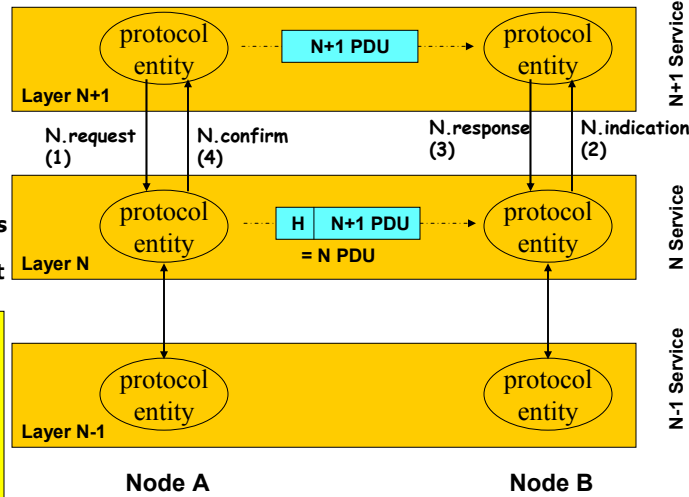 protocol
entity
N+1 PDU
protocol
entity
Layer N+1
N+1 Service
N.request
(1)
N.confirm
(4)
N.response
(3)
N.indication
(2)
protocol
entity
H N+1 PDU
= N PDU
protocol
entity
s
t
Layer N
N Service
protocol
entity
protocol
entity
Layer N-1
N-1 Service
Node A
Node B